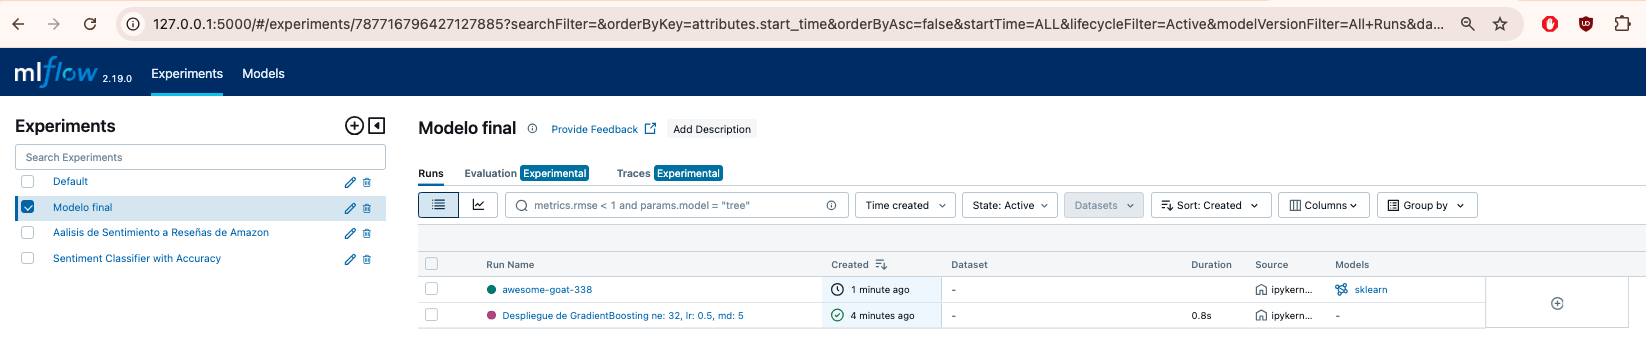 127.0.0.1:5000/#/experiments/787716796427127885?searchFilter=&orderByKey=attributes.start_time&orderByAsc=false&startTime=ALL&lifecycleFilter=Active&modelVersionFilter=All+Runs&da...
mlflow 2.19.0 Experiments Models
Experiments
Search Experiments
Default
Modelo final
Aalisis de Sentimiento a Reseñas de Amazon
Sentiment Classifier with Accuracy
Modelo final Provide Feedback Add Description
Runs Evaluation Experimental Traces Experimental
metrics.rmse < 1 and params.model = "tree" Time created State: Active Datasets Sort: Created Columns Group by
Run Name Created Dataset Duration Source Models
awesome-goat-338 1 minute ago - ipykern... sklearn
Despliegue de GradientBoosting ne: 32, lr: 0.5, md: 5 4 minutes ago - 0.8s ipykern... -